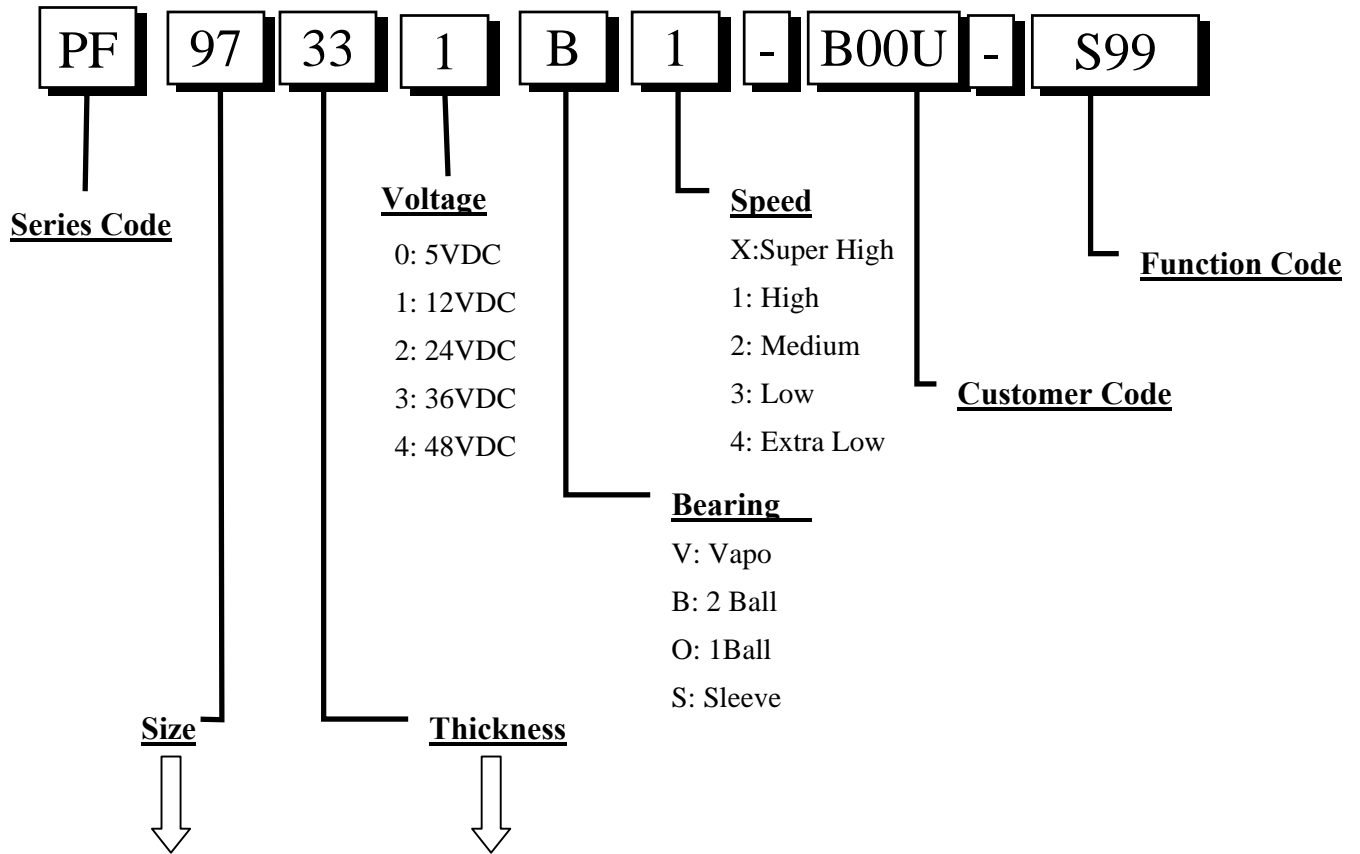 PF 97 33 1 B 1 - B00U - S99
Series Code
Voltage
0: 5VDC
1: 12VDC
2: 24VDC
3: 36VDC
4: 48VDC
Speed
X:Super High
1: High
2: Medium
3: Low
4: Extra Low
Function Code
Customer Code
Bearing
V: Vapo
B: 2 Ball
O: 1Ball
S: Sleeve
Size
Thickness